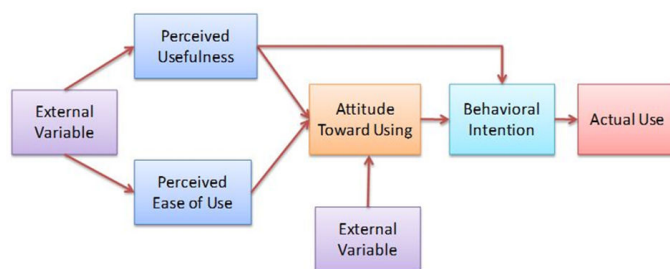 Perceived
Usefulness
External
Variable
Attitude
Toward Using
Behavioral
Intention
Actual Use
Perceived
Ease of Use
External
Variable